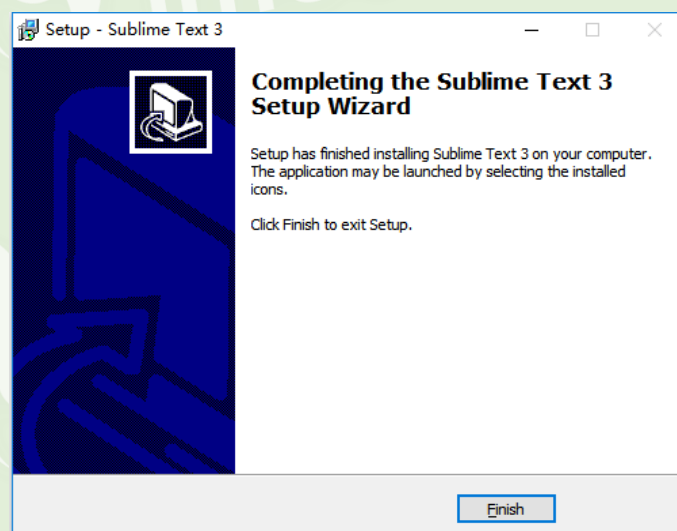 Setup - Sublime Text 3
Completing the Sublime Text 3
Setup Wizard
Setup has finished installing Sublime Text 3 on your computer.
The application may be launched by selecting the installed
icons.
Click Finish to exit Setup.
Finish